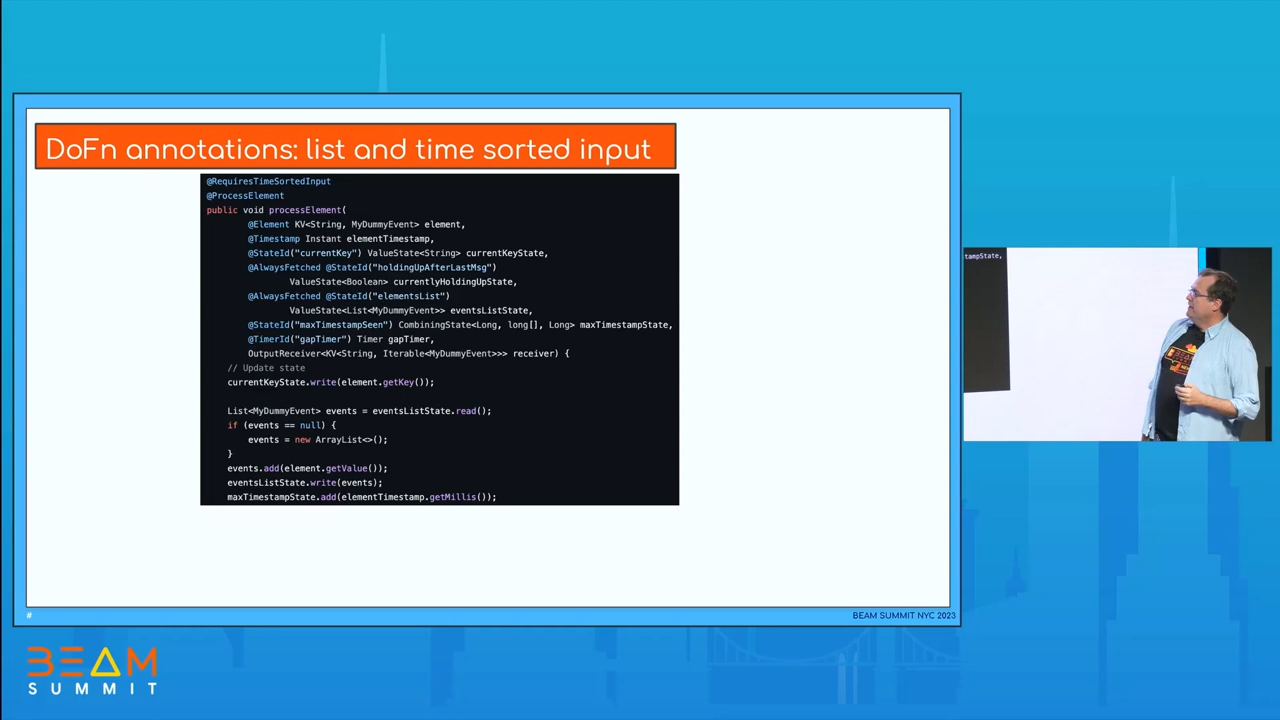 DoFn annotations: list and time sorted input
@RequiresTimeSortedInput
@ProcessElement
public void processElement(
@Element KV<String, MyDummyEvent> element,
@Timestamp Instant elementTimestamp,
@StateId("currentKey") ValueState<String> currentKeyState,
@AlwaysFetched @StateId("holdingUpAfterLastMsg")
ValueState<Boolean> currentlyHoldingUpState,
@AlwaysFetched @StateId("elementsList")
ValueState<List<MyDummyEvent>> eventsListState,
@StateId("maxTimestampSeen") CombiningState<Long, long[], Long> maxTimestampState,
@TimerId("gapTimer") Timer gapTimer,
OutputReceiver<KV<String, Iterable<MyDummyEvent>>> receiver) {
// Update state
currentKeyState.write(element.getKey());
List<MyDummyEvent> events = eventsListState.read();
if (events == null) {
events = new ArrayList<>();
}
events.add(element.getValue());
eventsListState.write(events);
maxTimestampState.add(elementTimestamp.getMillis());
#
BEAM SUMMIT NYC 2023
tampState,
BEAM
SUMMIT